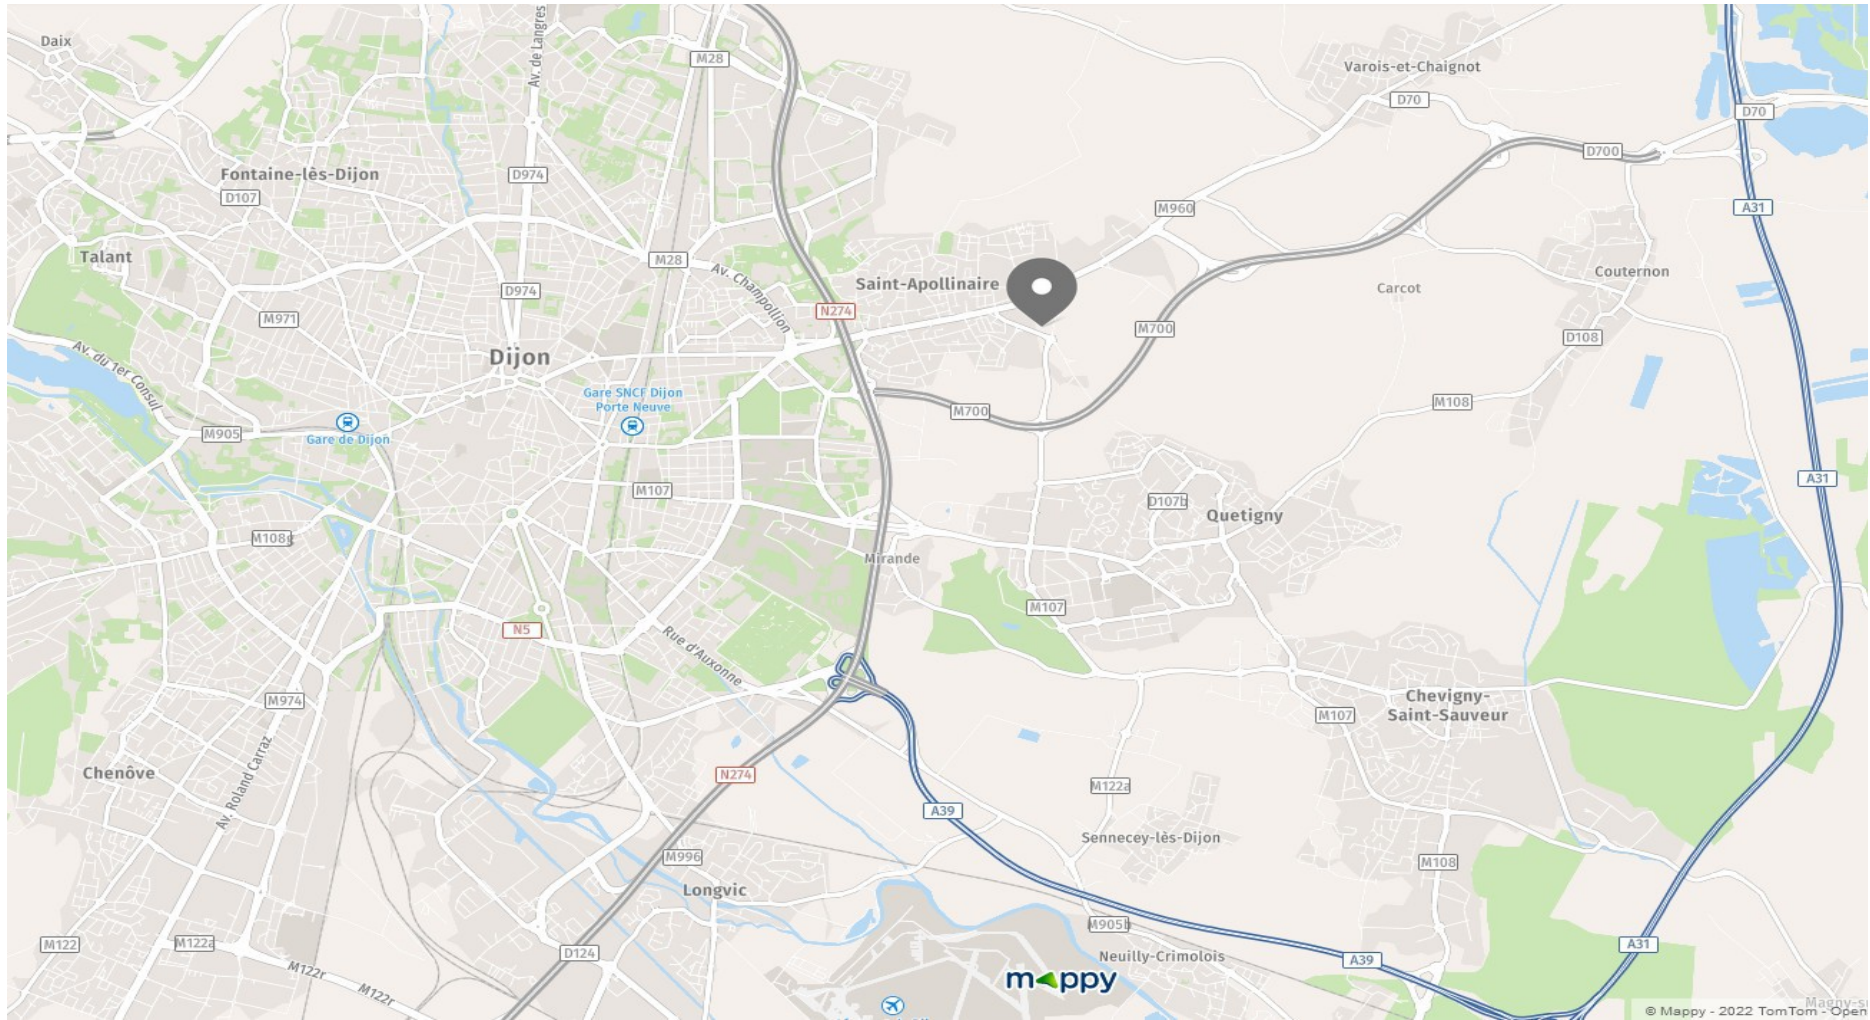 Daix
Av. de Langres
M28
Varois-et-Chaignot
D70
D70
D700
Fontaine-lès-Dijon
D974
D107
M960
A31
Talant
M28
Av. Champollion
Saint-Apollinaire
Couternon
D974
Carcot
M971
N274
M700
D108
Av. du 1er Consul
Dijon
Gare SNCF Dijon
Porte Neuve
M700
M108
M905
Gare de Dijon
M107
A31
D107b
Quetigny
M108g
Mirande
M107
N5
Rue d'Auxonne
M974
Chevigny-
Saint-Sauveur
M107
Chenôve
Av. Roland Carraz
N274
M122a
A39
Sennecey-lès-Dijon
M996
M108
Longvic
M905b
M122
M122a
D124
Neuilly-Crimolois
A39
A31
M122r
M122r
mappy
© Mappy - 2022 TomTom - Open